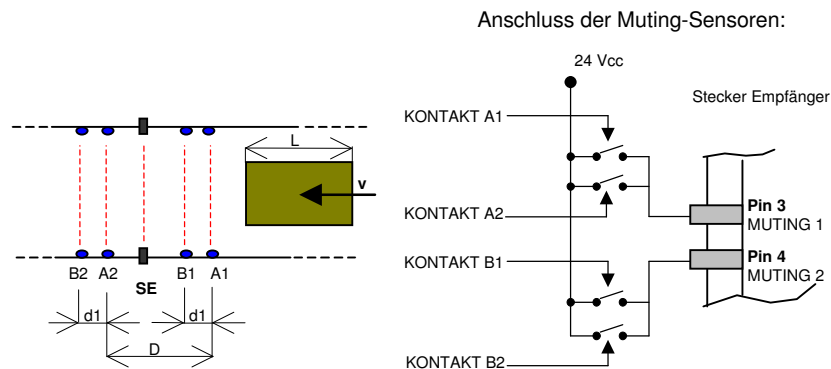 Anschluss der Muting-Sensoren:
24 Vcc
Stecker Empfänger
KONTAKT A1
KONTAKT A2
KONTAKT B1
KONTAKT B2
Pin 3
MUTING 1
Pin 4
MUTING 2
L
v
B2 A2 B1 A1
SE
d1 d1
D